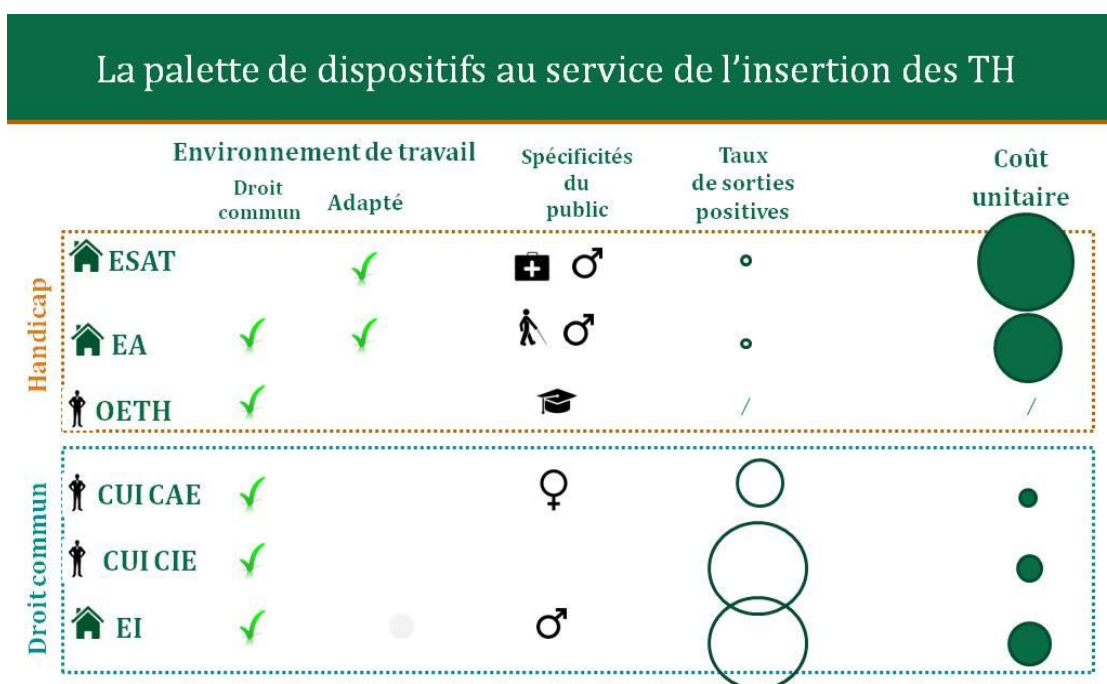 La palette de dispositifs au service de l'insertion des TH
Environnement de travail
Droit
commun
Adapté
Spécificités
du
public
Taux
de sorties
positives
Coût
unitaire
Handicap
ESAT
EA
OETH
/
/
Droit commun
CUI CAE
CUI CIE
EI